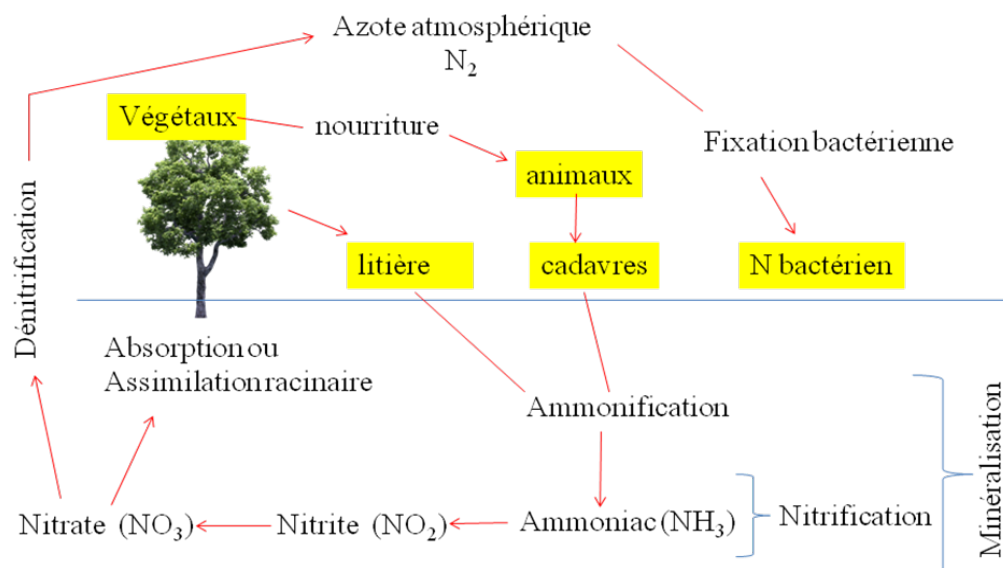 Azote atmosphérique
N₂
Végétaux
nourriture
Fixation bactérienne
animaux
Dénitrification
litière
cadavres
N bactérien
Absorption ou
Assimilation racinaire
Ammonification
Minéralisation
Nitrate (NO₃)
Nitrite (NO₂)
Ammoniac (NH₃)
Nitrification